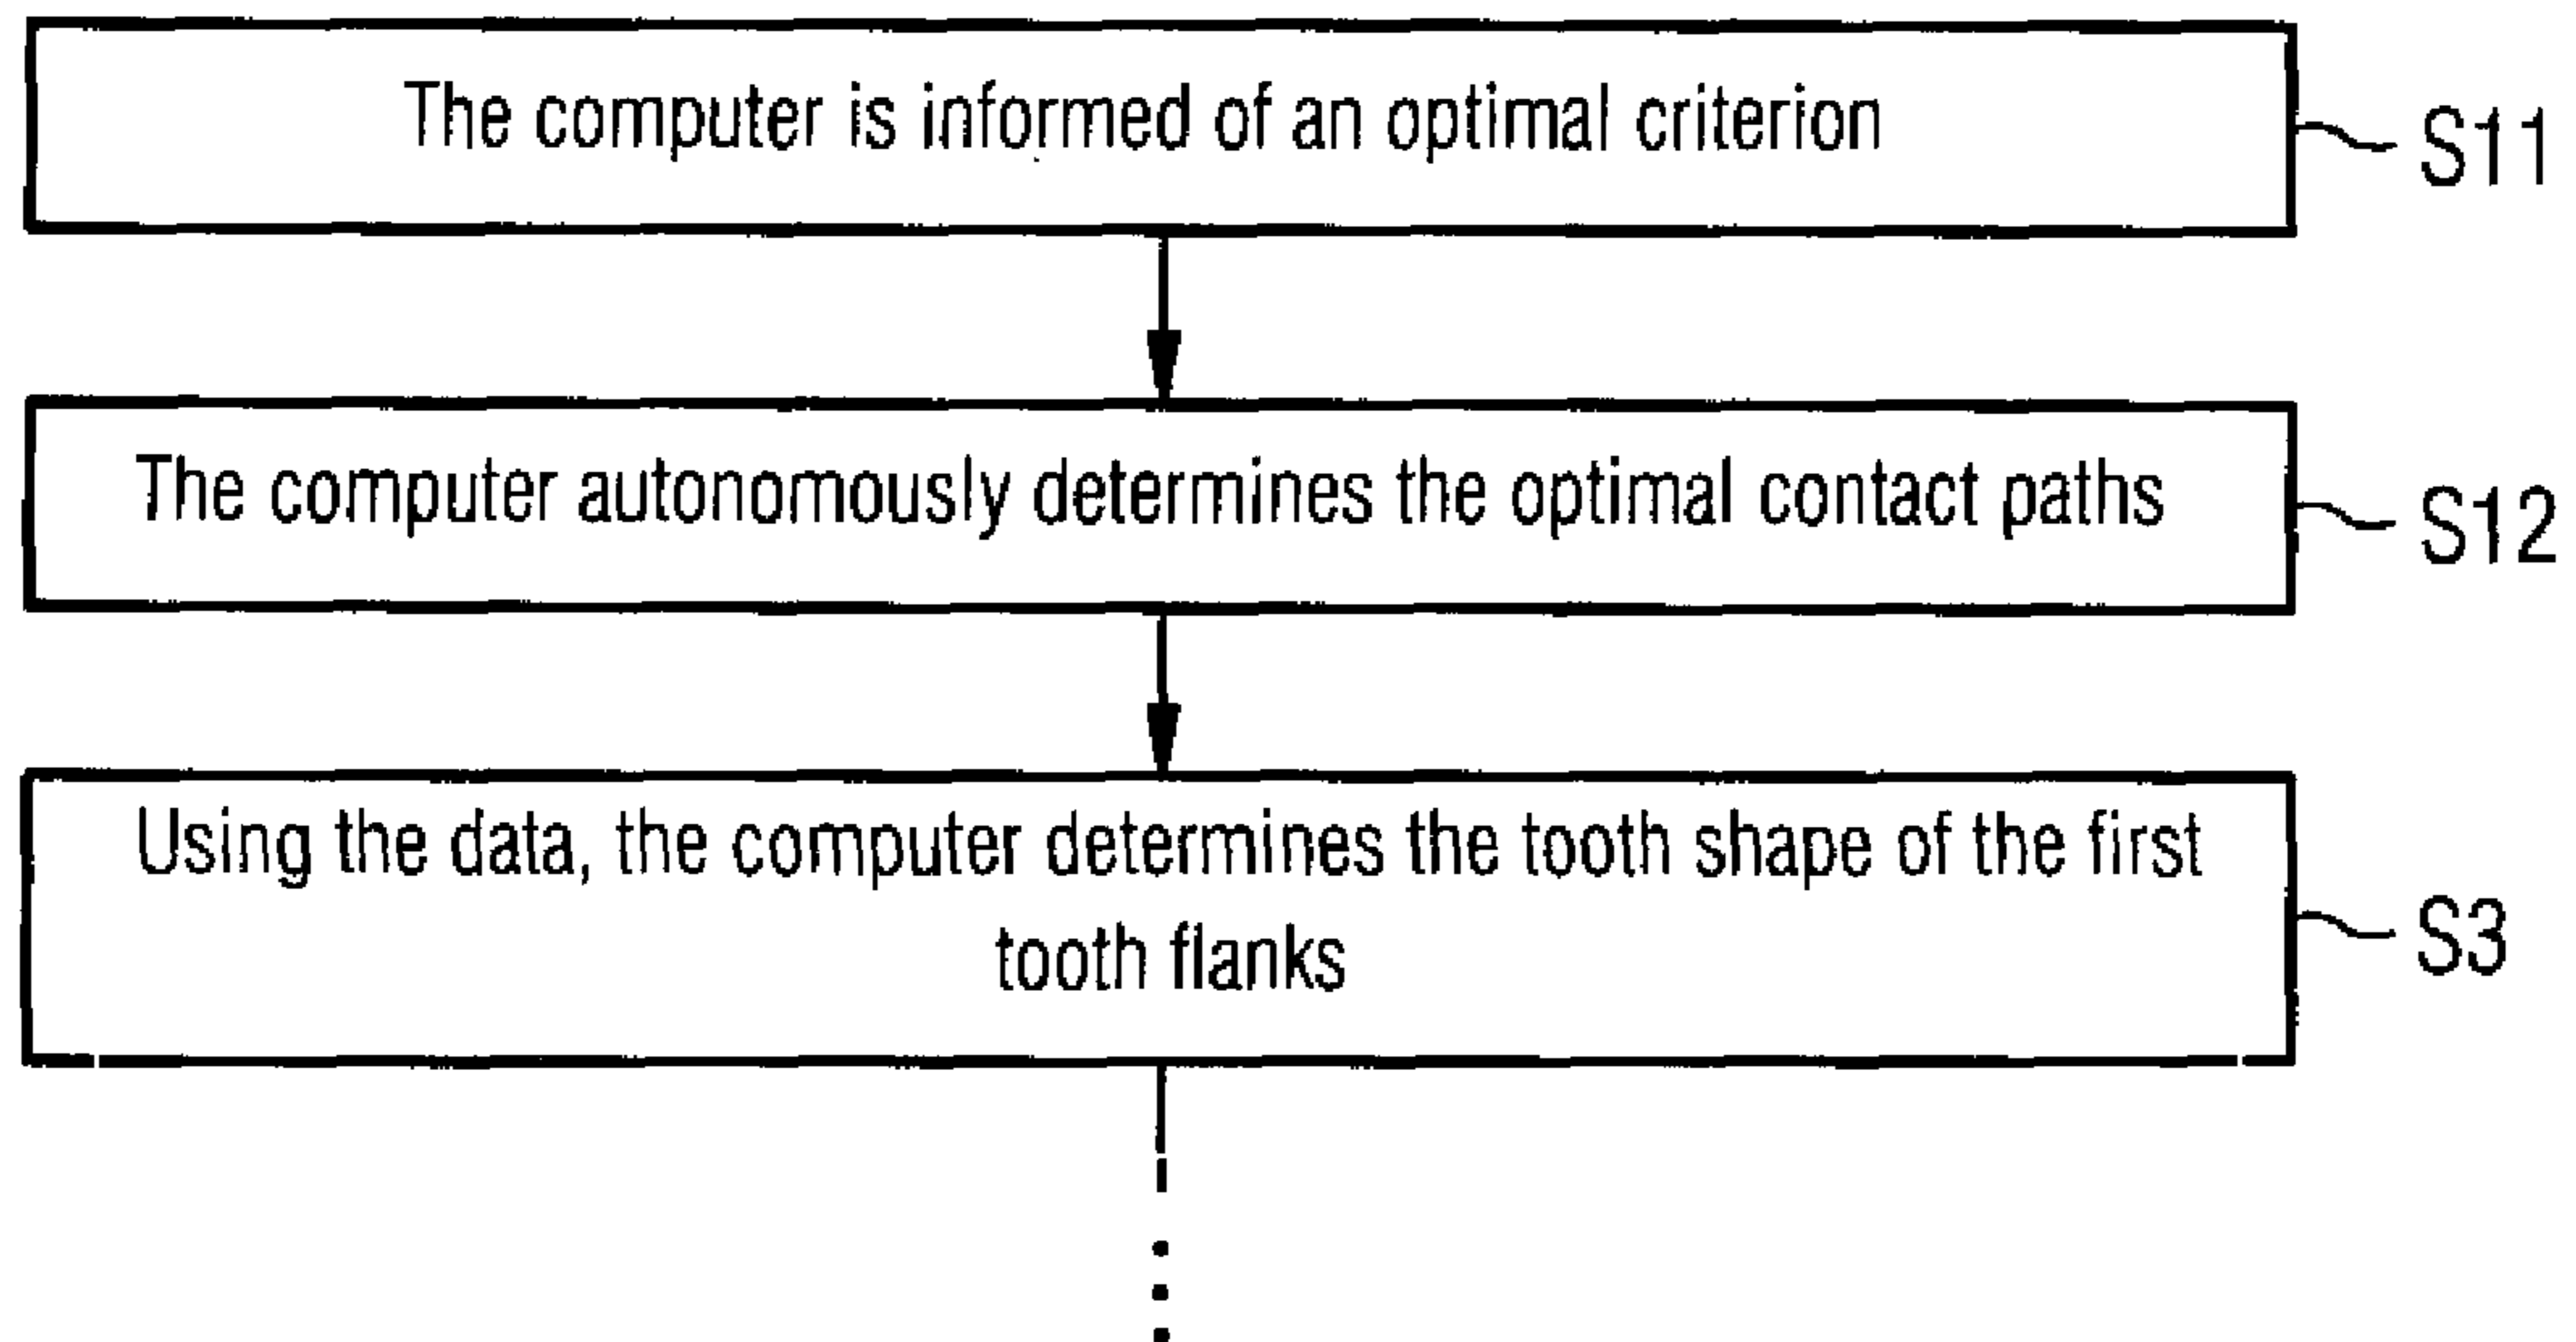 The computer is informed of an optimal criterion
S11
The computer autonomously determines the optimal contact paths
S12
Using the data, the computer determines the tooth shape of the first
tooth flanks
S3